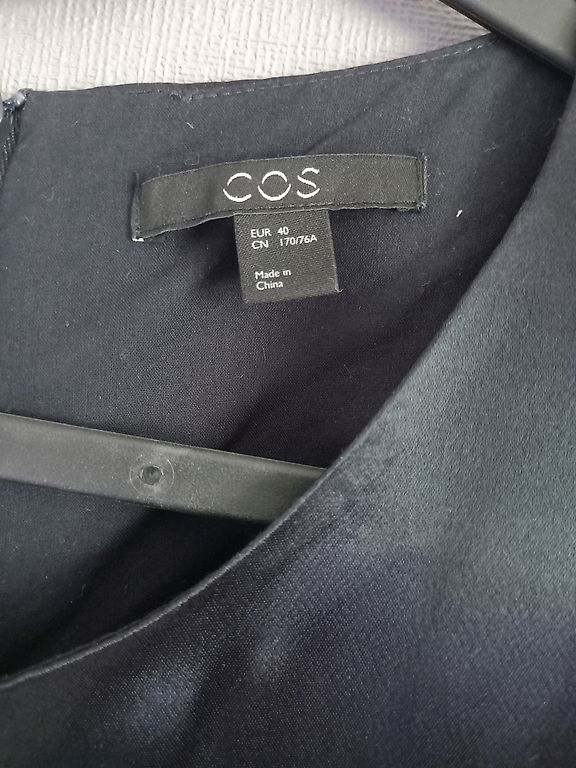 COS
EUR 40
CN 170/76A
Made in
China